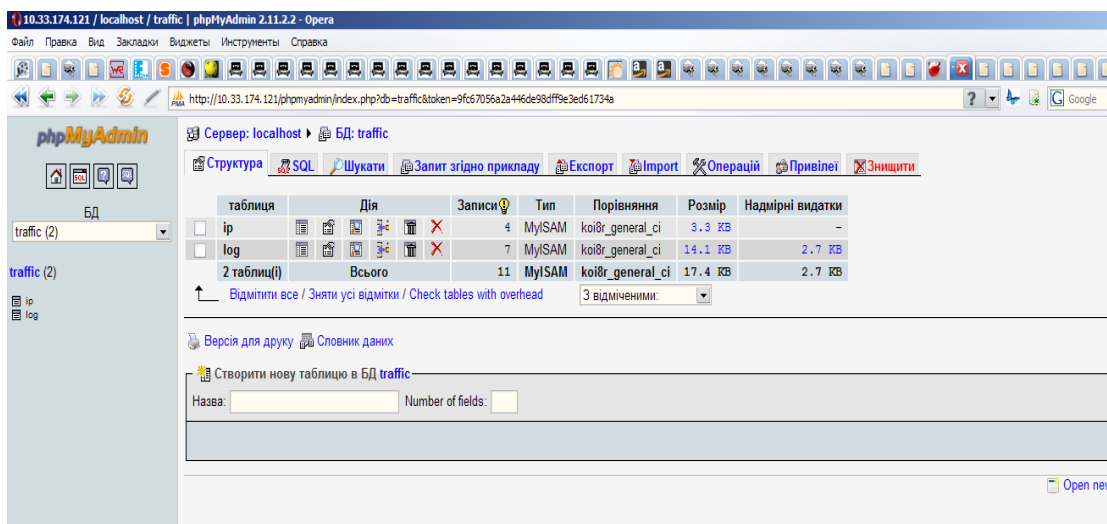 10.33.174.121 / localhost / traffic | phpMyAdmin 2.11.2.2 - Opera
Файл Правка Вид Закладки Виджеты Инструменты Справка
http://10.33.174.121/phpmyadmin/index.php?db=traffic&token=9fc67056a2a446de98dff9e3ed61734a
Google
phpMyAdmin
БД
traffic (2)
traffic (2)
ip
log
Сервер: localhost БД: traffic
Структура SQL Шукати Запит згідно прикладу Експорт Import Операцій Привілеї Знищити
таблиця Дія Записи Тип Порівняння Розмір Надмірні видатки
ip 4 MyISAM koi8r_general_ci 3.3 KB -
log 7 MyISAM koi8r_general_ci 14.1 KB 2.7 KB
2 таблиц(і) Всього 11 MyISAM koi8r_general_ci 17.4 KB 2.7 KB
Відмітити все / Зняти усі відмітки / Check tables with overhead З відміченими:
Версія для друку Словник даних
Створити нову таблицю в БД traffic
Назва: Number of fields:
Open new